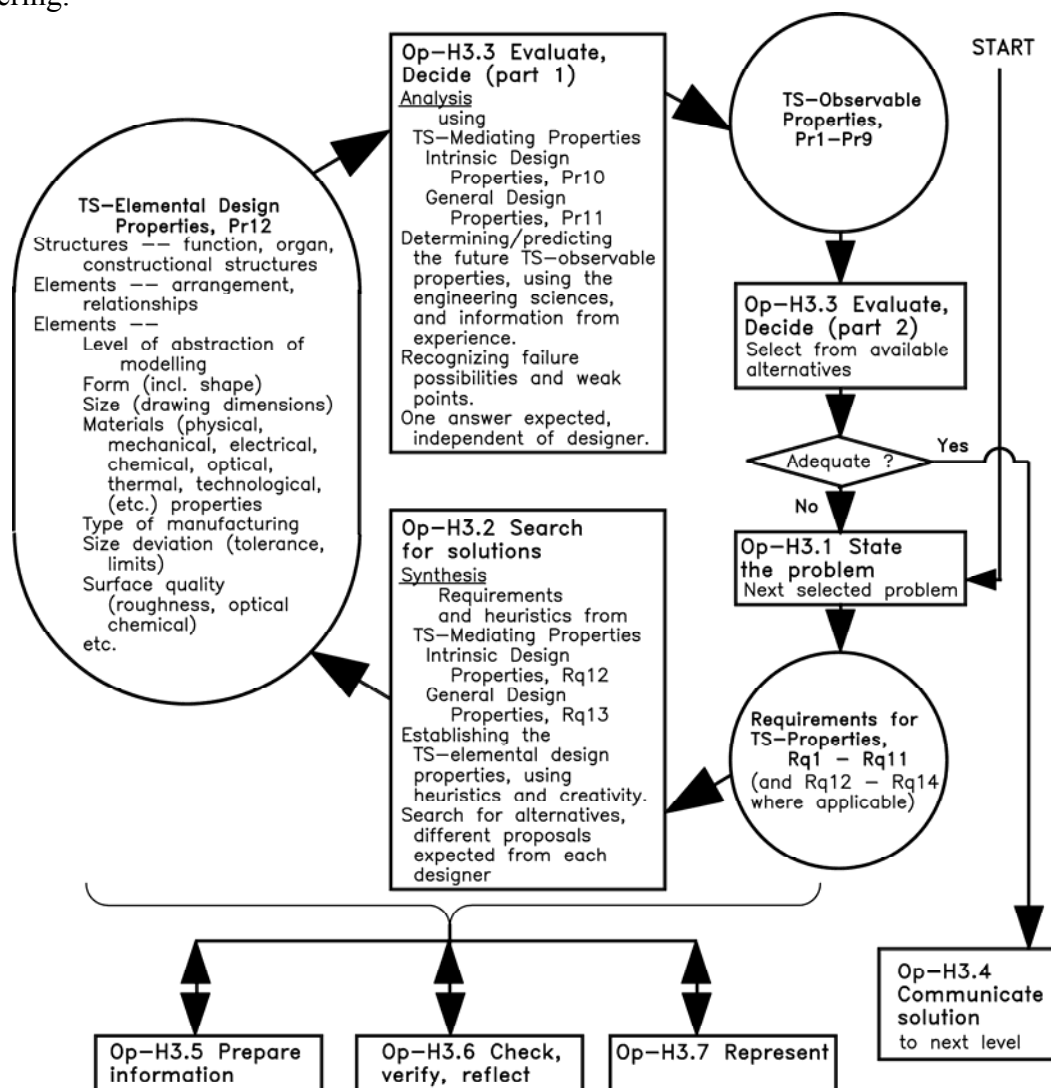 ering.
START
Op-H3.3 Evaluate,
Decide (part 1)
Analysis
using
TS-Mediating Properties
Intrinsic Design
Properties, Pr10
General Design
Properties, Pr11
Determining/predicting
the future TS-observable
properties, using the
engineering sciences,
and information from
experience.
Recognizing failure
possibilities and weak
points.
One answer expected,
independent of designer.
TS-Observable
Properties,
Pr1-Pr9
TS-Elemental Design
Properties, Pr12
Structures -- function, organ,
constructional structures
Elements -- arrangement,
relationships
Elements --
Level of abstraction of
modelling
Form (incl. shape)
Size (drawing dimensions)
Materials (physical,
mechanical, electrical,
chemical, optical,
thermal, technological,
(etc.) properties
Type of manufacturing
Size deviation (tolerance,
limits)
Surface quality
(roughness, optical
chemical)
etc.
Op-H3.3 Evaluate,
Decide (part 2)
Select from available
alternatives
Adequate ?
Yes
No
Op-H3.1 State
the problem
Next selected problem
Op-H3.2 Search
for solutions
Synthesis
Requirements
and heuristics from
TS-Mediating Properties
Intrinsic Design
Properties, Rq12
General Design
Properties, Rq13
Establishing the
TS-elemental design
properties, using
heuristics and creativity.
Search for alternatives,
different proposals
expected from each
designer
Requirements for
TS-Properties,
Rq1 - Rq11
(and Rq12 - Rq14
where applicable)
Op-H3.4
Communicate
solution
to next level
Op-H3.5 Prepare
information
Op-H3.6 Check,
verify, reflect
Op-H3.7 Represent